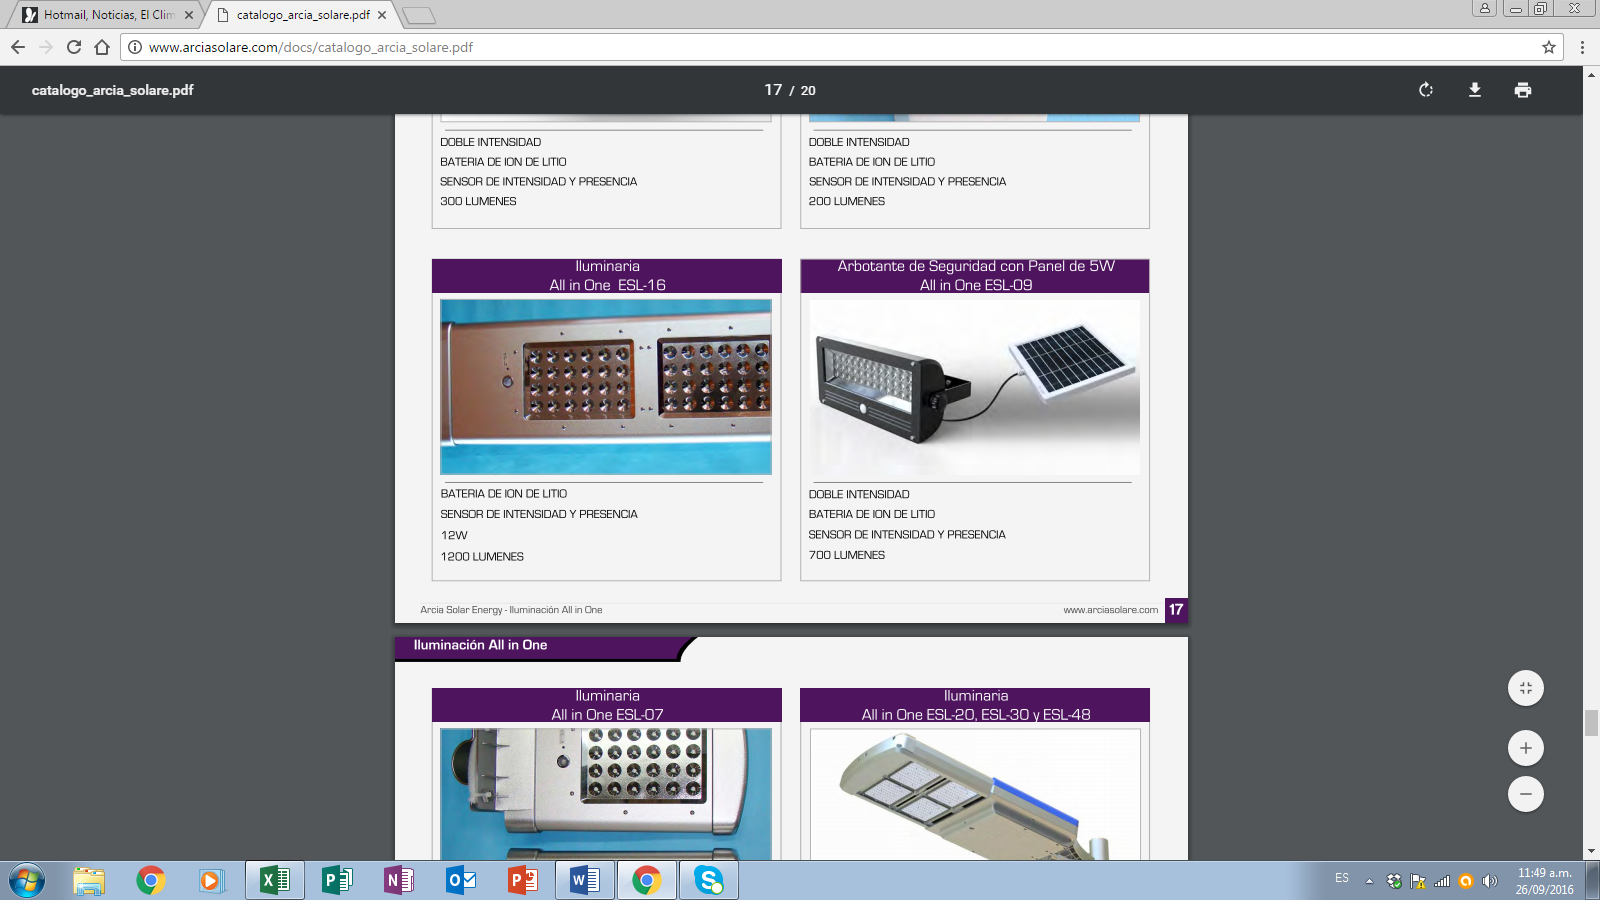 Hotmail, Noticias, El Clim
catalogo_arcia_solare.pdf
www.arciasolare.com/docs/catalogo_arcia_solare.pdf
catalogo_arcia_solare.pdf
17 / 20
DOBLE INTENSIDAD
BATERIA DE ION DE LITIO
SENSOR DE INTENSIDAD Y PRESENCIA
300 LUMENES
DOBLE INTENSIDAD
BATERIA DE ION DE LITIO
SENSOR DE INTENSIDAD Y PRESENCIA
200 LUMENES
Iluminaria
All in One ESL-16
BATERIA DE ION DE LITIO
SENSOR DE INTENSIDAD Y PRESENCIA
12W
1200 LUMENES
Arbotante de Seguridad con Panel de 5W
All in One ESL-09
DOBLE INTENSIDAD
BATERIA DE ION DE LITIO
SENSOR DE INTENSIDAD Y PRESENCIA
700 LUMENES
Arcia Solar Energy - Iluminación All in One
www.arciasolare.com 17
Iluminación All in One
Iluminaria
All in One ESL-07
Iluminaria
All in One ESL-20, ESL-30 y ESL-48
ES
11:49 a.m.
26/09/2016